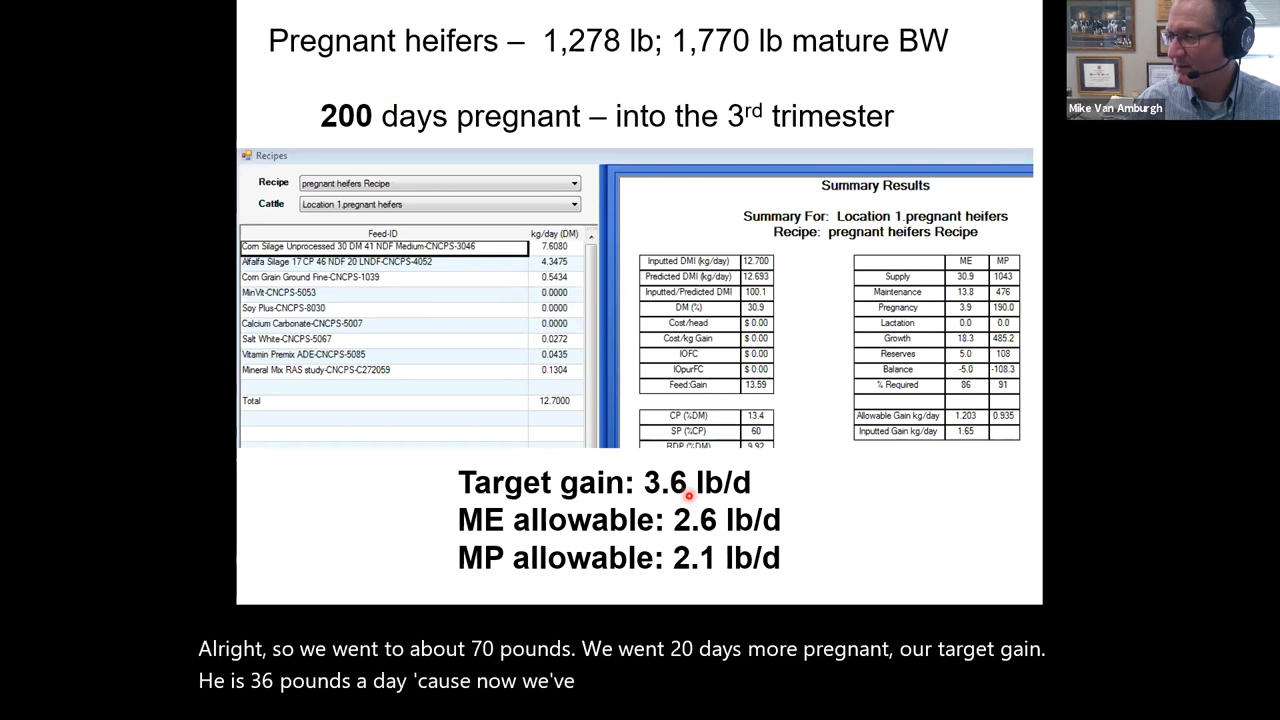 Pregnant heifers – 1,278 lb; 1,770 lb mature BW
200 days pregnant – into the 3rd trimester
Mike Van Amburgh
Recipes
Recipe pregnant heifers Recipe
Cattle Location 1.pregnant heifers
Feed-ID kg/day (DM)
Corn Silage Unprocessed 30 DM 41 NDF Medium-CNCPS-3046 7.6080
Alfalfa Silage 17 CP 46 NDF 20 LNDF-CNCPS-4052 4.3475
Corn Grain Ground Fine-CNCPS-1039 0.5434
MinVit-CNCPS-5053 0.0000
Soy Plus-CNCPS-8030 0.0000
Calcium Carbonate-CNCPS-5007 0.0000
Salt White-CNCPS-5067 0.0272
Vitamin Premix ADE-CNCPS-5085 0.0435
Mineral Mix RAS study-CNCPS-C272059 0.1304
Total 12.7000
Summary Results
Summary For: Location 1.pregnant heifers
Recipe: pregnant heifers Recipe
Inputted DMI (kg/day) 12.700
Predicted DMI (kg/day) 12.693
Inputted/Predicted DMI 100.1
DM (%) 30.9
Cost/head $ 0.00
Cost/kg Gain $ 0.00
IOFC $ 0.00
IOpurFC $ 0.00
Feed:Gain 13.59
CP (%DM) 13.4
SP (%CP) 60
RDP (%DM) 9.92
ME MP
Supply 30.9 1043
Maintenance 13.8 476
Pregnancy 3.9 190.0
Lactation 0.0 0.0
Growth 18.3 485.2
Reserves 5.0 108
Balance -5.0 -108.3
% Required 86 91
Allowable Gain kg/day 1.203 0.935
Inputted Gain kg/day 1.65
Target gain: 3.6 lb/d
ME allowable: 2.6 lb/d
MP allowable: 2.1 lb/d
Alright, so we went to about 70 pounds. We went 20 days more pregnant, our target gain.
He is 36 pounds a day 'cause now we've